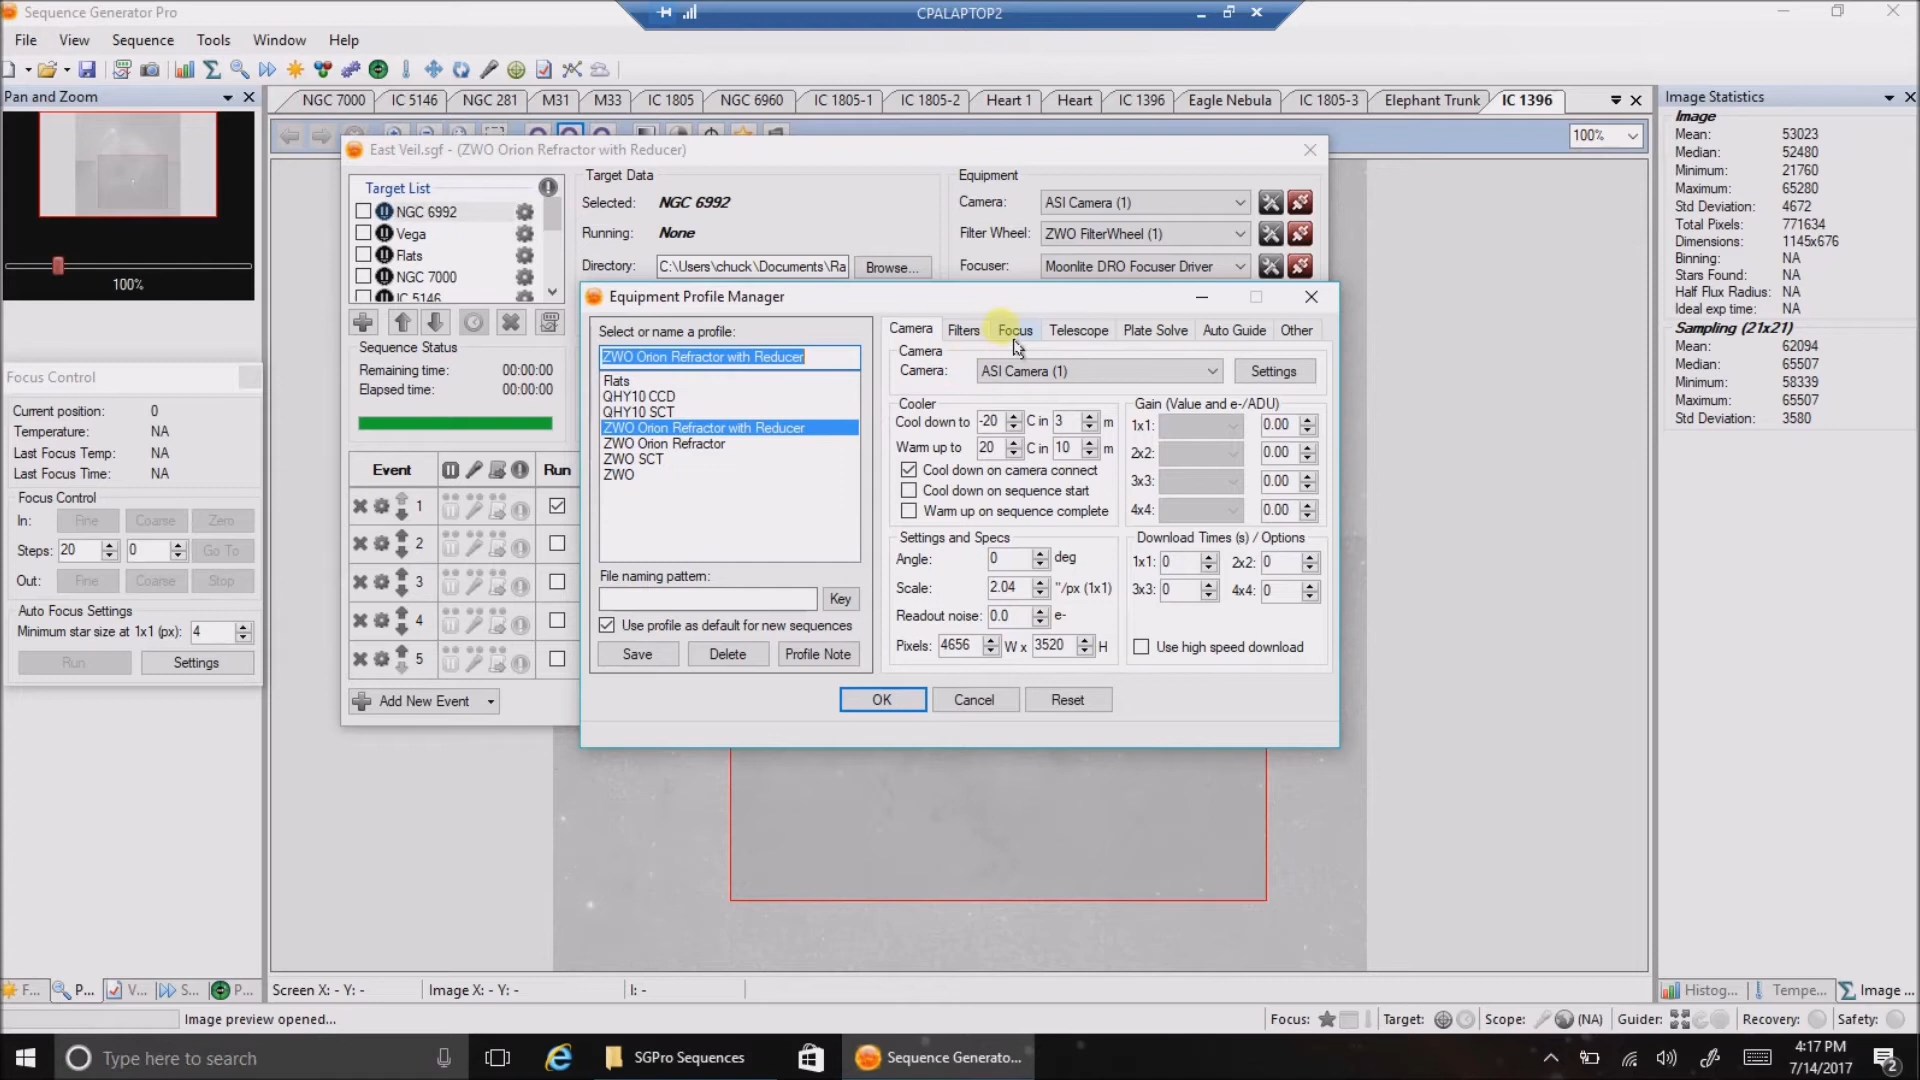 Sequence Generator Pro
CPALAPTOP2
File View Sequence Tools Window Help
Pan and Zoom
NGC 7000 IC 5146 NGC 281 M31 M33 IC 1805 NGC 6960 IC 1805-1 IC 1805-2 Heart 1 Heart IC 1396 Eagle Nebula IC 1805-3 Elephant Trunk IC 1396
100%
100%
Image Statistics
Image
Mean: 53023
Median: 52480
Minimum: 21760
Maximum: 65280
Std Deviation: 4672
Total Pixels: 771634
Dimensions: 1145x676
Binning: NA
Stars Found: NA
Half Flux Radius: NA
Ideal exp time: NA
Sampling (21x21)
Mean: 62094
Median: 65507
Minimum: 58339
Maximum: 65507
Std Deviation: 3580
East Veil.sgf - (ZWO Orion Refractor with Reducer)
Target List
NGC 6992
Vega
Flats
NGC 7000
IC 5146
Target Data
Selected: NGC 6992
Running: None
Directory: C:\Users\chuck\Documents\Ra Browse...
Equipment
Camera: ASI Camera (1)
Filter Wheel: ZWO FilterWheel (1)
Focuser: Moonlite DRO Focuser Driver
Sequence Status
Remaining time: 00:00:00
Elapsed time: 00:00:00
Event Run
1
2
3
4
5
Add New Event
Focus Control
Current position: 0
Temperature: NA
Last Focus Temp: NA
Last Focus Time: NA
Focus Control
In: Fine Coarse Zero
Steps: 20 0 Go To
Out: Fine Coarse Stop
Auto Focus Settings
Minimum star size at 1x1 (px): 4
Run Settings
Equipment Profile Manager
Select or name a profile:
ZWO Orion Refractor with Reducer
Flats
QHY10 CCD
QHY10 SCT
ZWO Orion Refractor with Reducer
ZWO Orion Refractor
ZWO SCT
ZWO
File naming pattern:
Key
Use profile as default for new sequences
Save Delete Profile Note
Camera Filters Focus Telescope Plate Solve Auto Guide Other
Camera
Camera: ASI Camera (1) Settings
Cooler
Cool down to -20 C in 3 m
Warm up to 20 C in 10 m
Cool down on camera connect
Cool down on sequence start
Warm up on sequence complete
Gain (Value and e-/ADU)
1x1: 0.00
2x2: 0.00
3x3: 0.00
4x4: 0.00
Settings and Specs
Angle: 0 deg
Scale: 2.04 "/px (1x1)
Readout noise: 0.0 e-
Pixels: 4656 W x 3520 H
Download Times (s) / Options
1x1: 0 2x2: 0
3x3: 0 4x4: 0
Use high speed download
OK Cancel Reset
F... P... V... S... P...
Screen X: - Y: - Image X: - Y: - I: -
Histog... Tempe... Image ...
Image preview opened...
Focus: Target: Scope: (NA) Guider: Recovery: Safety:
Type here to search
SGPro Sequences
Sequence Generato...
4:17 PM
7/14/2017
2